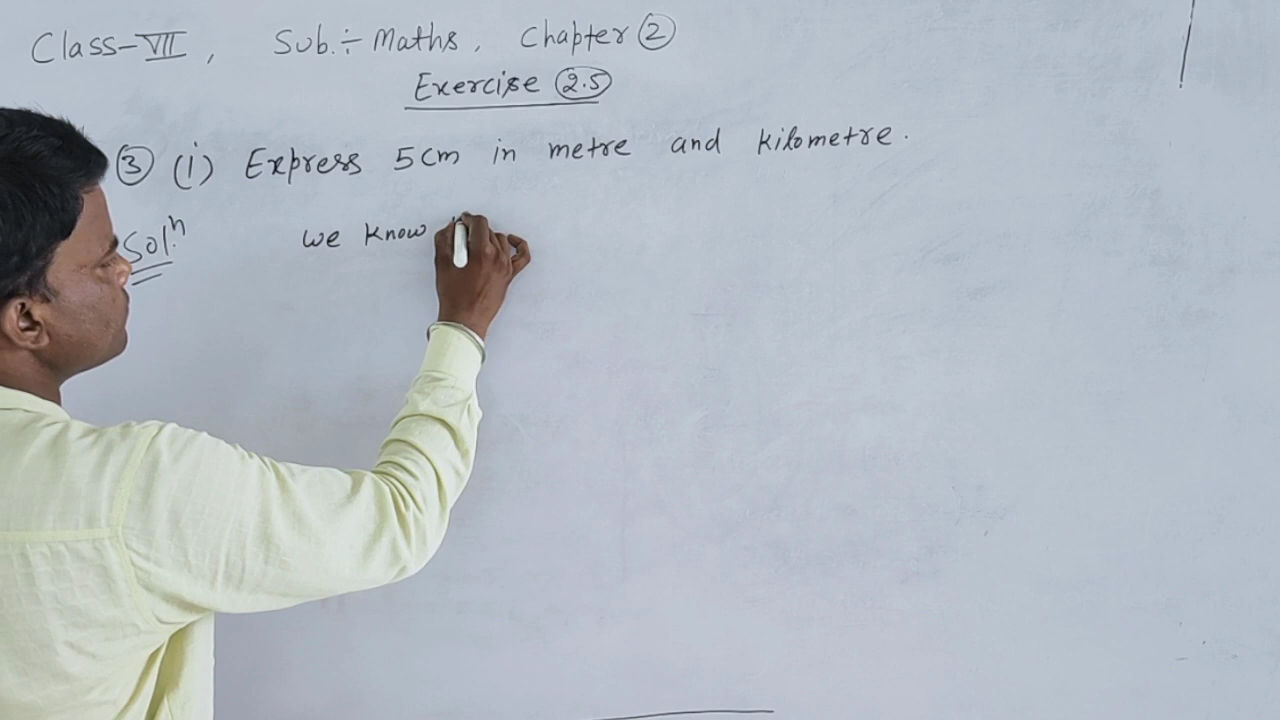 Class-VII, Sub.÷ Maths, Chapter 2
Exercise 2.5
3 (i) Express 5cm in metre and kilometre.
Sol.ⁿ we know